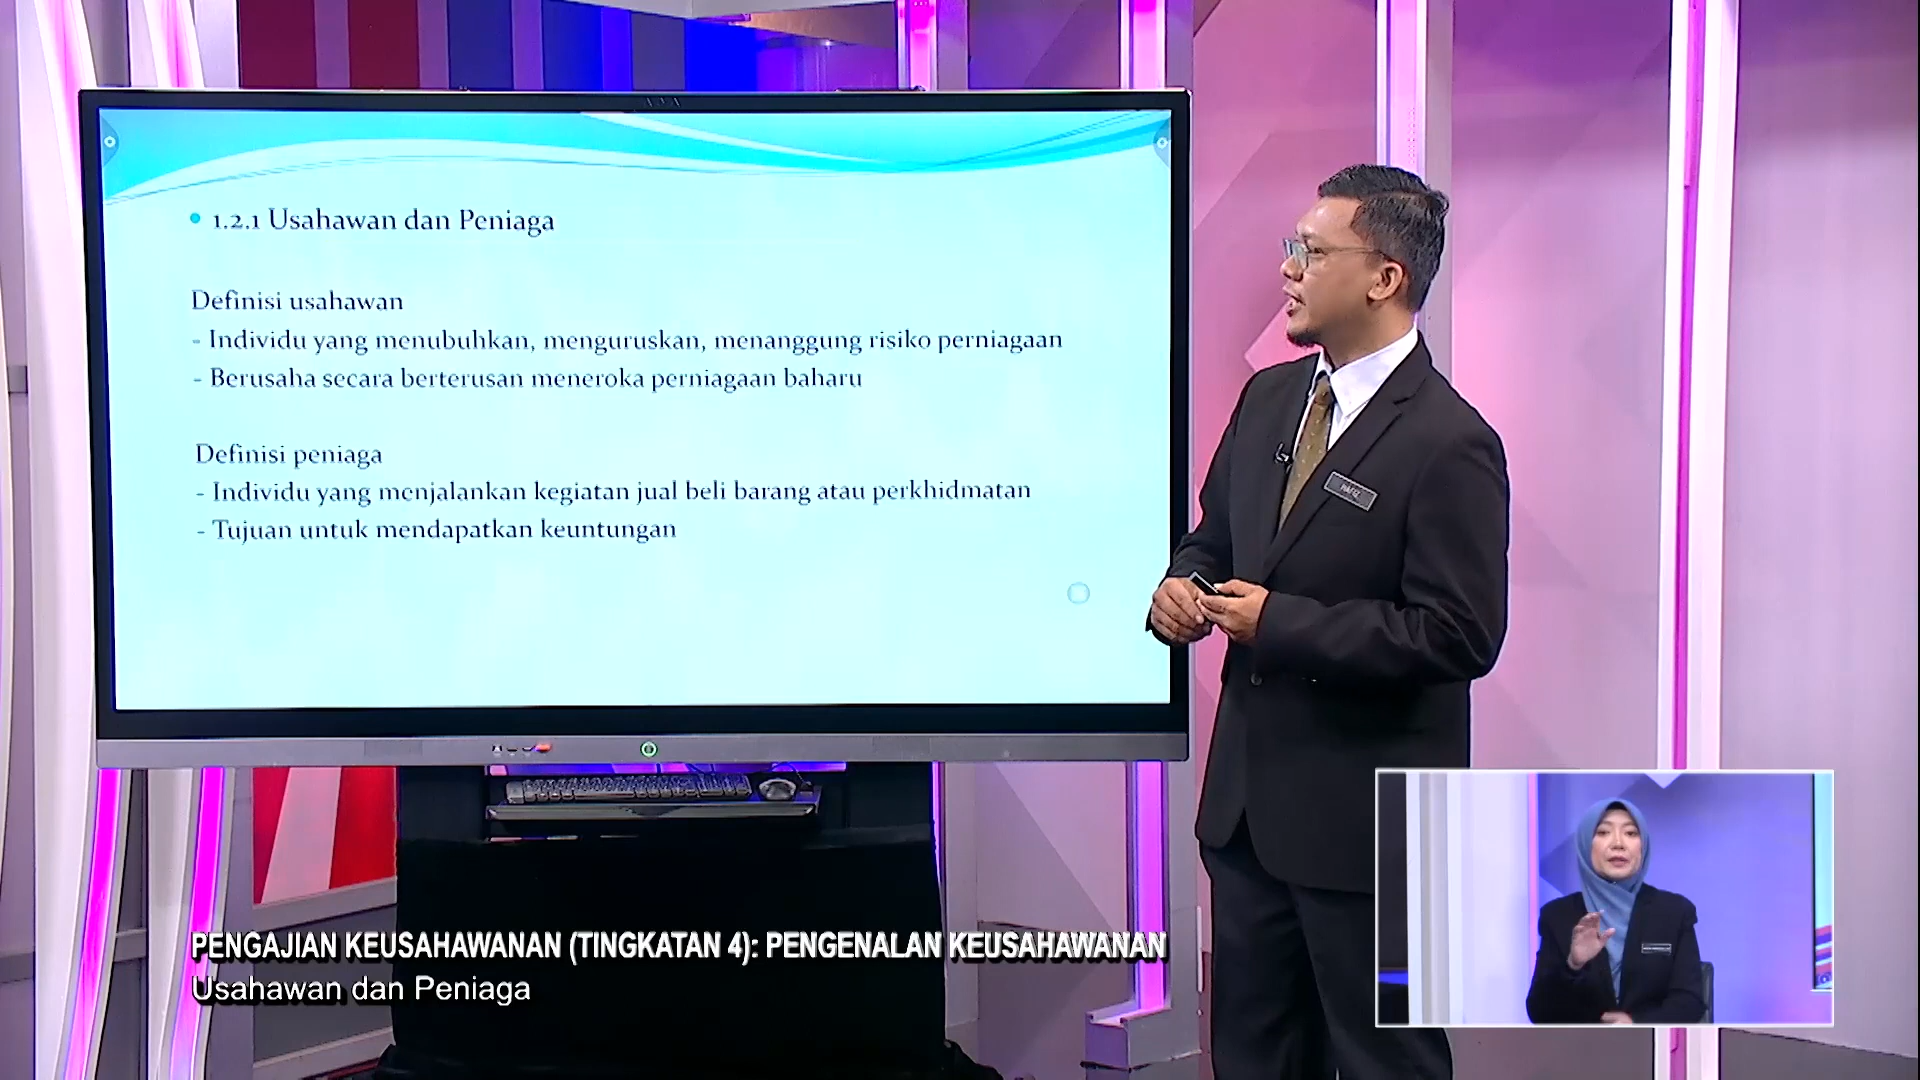 1.2.1 Usahawan dan Peniaga
Definisi usahawan
- Individu yang menubuhkan, menguruskan, menanggung risiko perniagaan
- Berusaha secara berterusan meneroka perniagaan baharu
Definisi peniaga
- Individu yang menjalankan kegiatan jual beli barang atau perkhidmatan
- Tujuan untuk mendapatkan keuntungan
HAFIZ
PENGAJIAN KEUSAHAWANAN (TINGKATAN 4): PENGENALAN KEUSAHAWANAN
Usahawan dan Peniaga